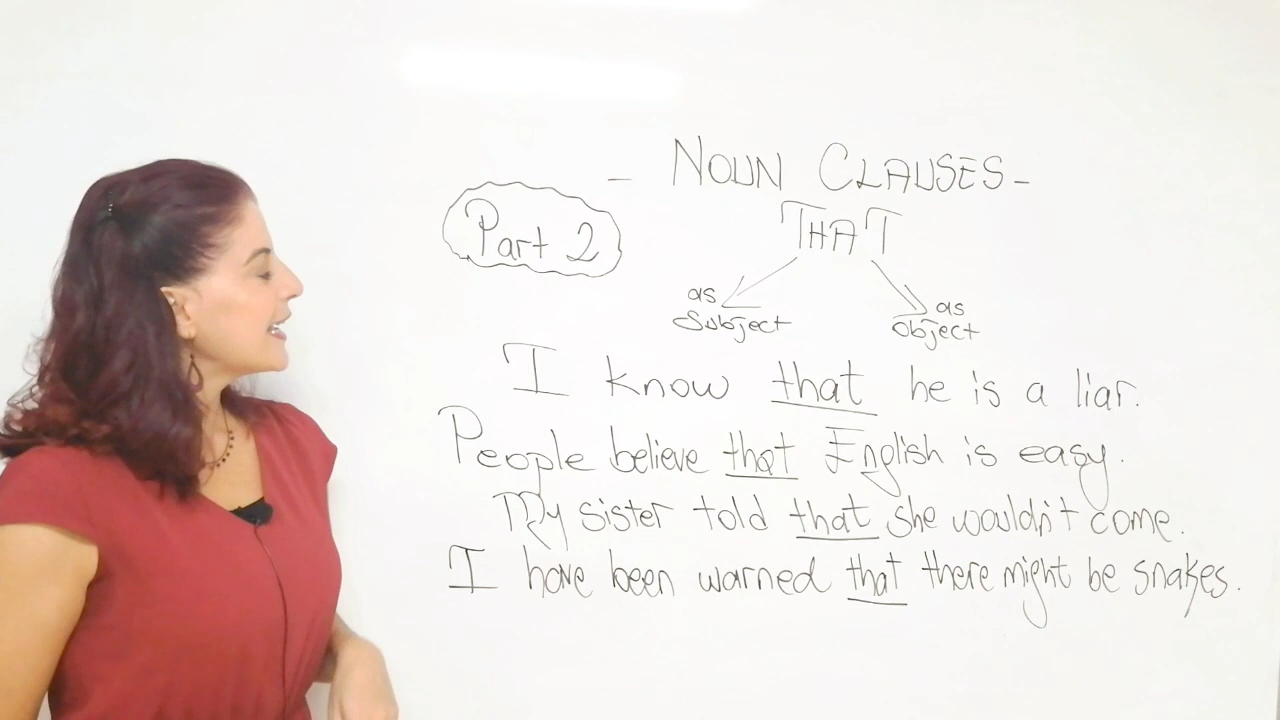 - NOUN CLAUSES -
Part 2
THAT
as Subject
as Object
I know that he is a liar.
People believe that English is easy.
My sister told that she wouldn't come.
I have been warned that there might be snakes.